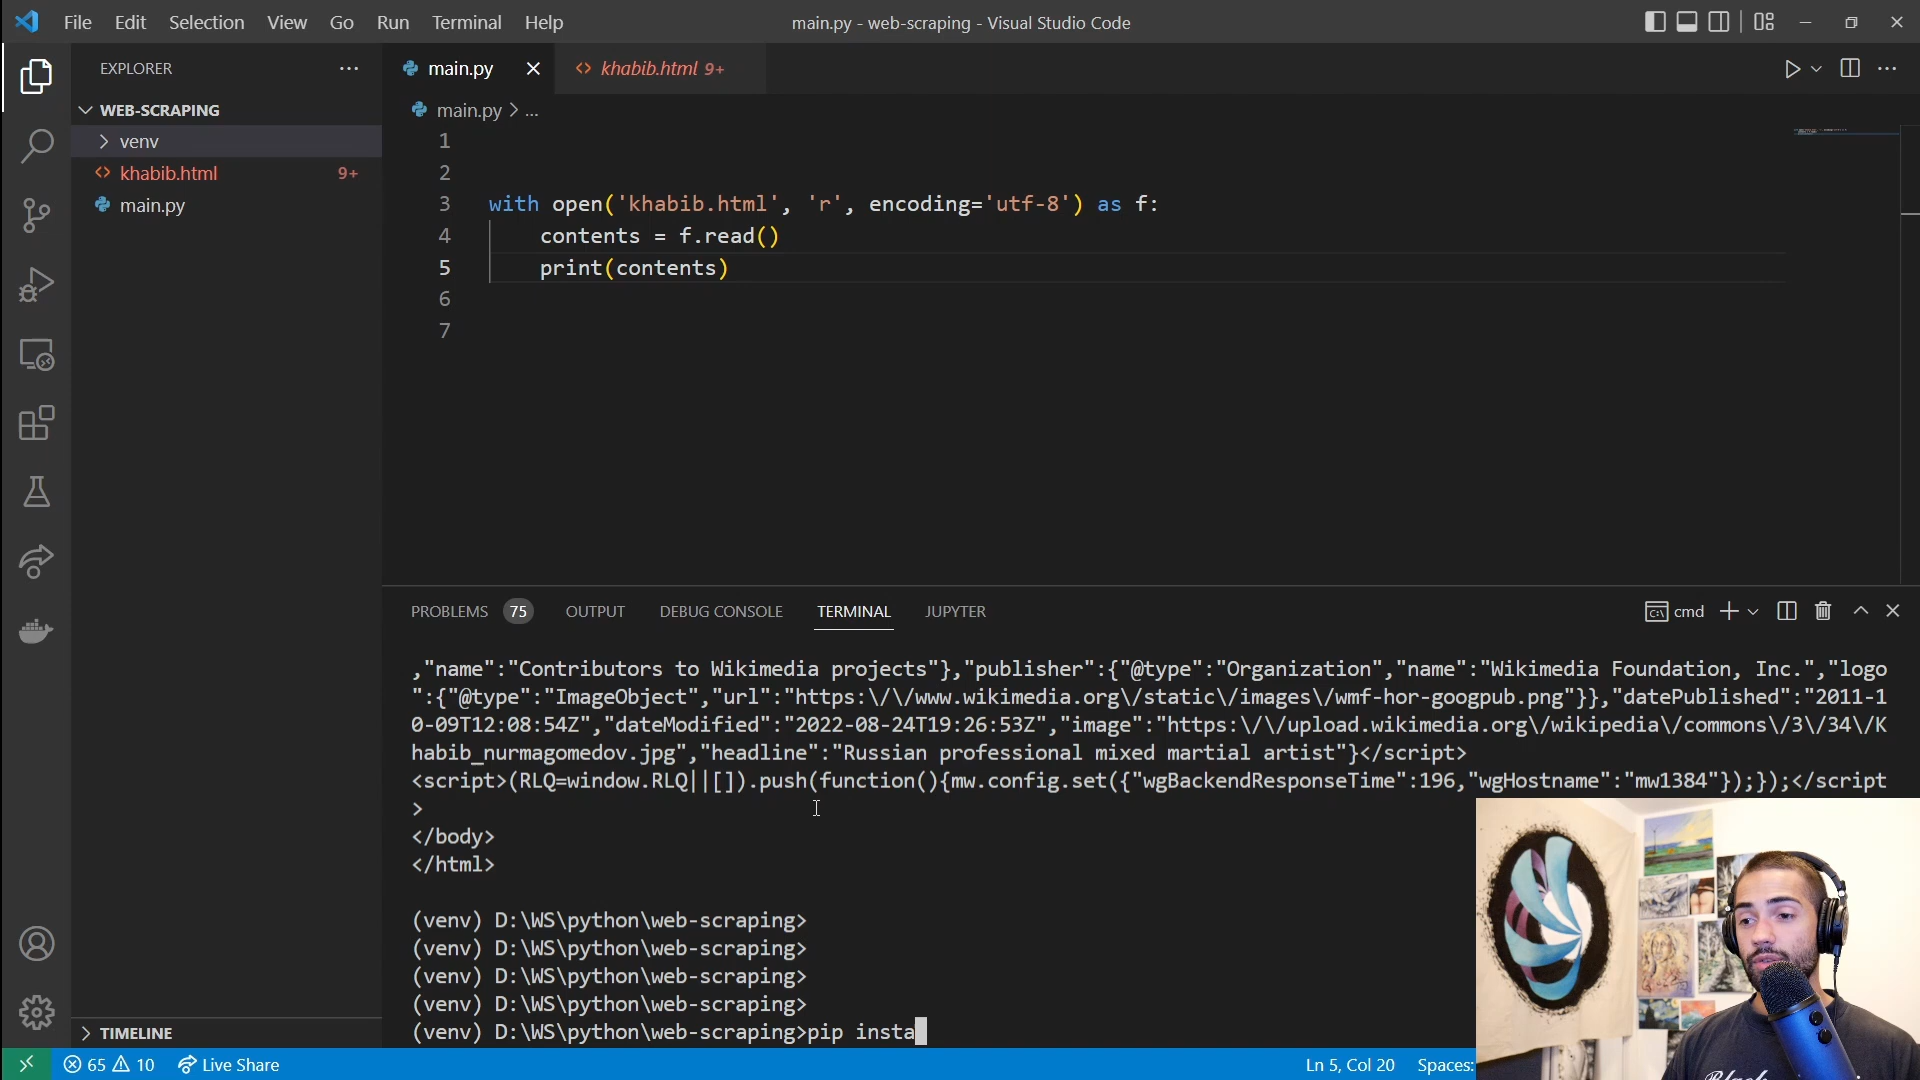 File Edit Selection View Go Run Terminal Help
main.py - web-scraping - Visual Studio Code
EXPLORER
WEB-SCRAPING
venv
khabib.html 9+
main.py
TIMELINE
main.py
khabib.html 9+
main.py > ...
1
2
3 with open('khabib.html', 'r', encoding='utf-8') as f:
4 contents = f.read()
5 print(contents)
6
7
PROBLEMS 75 OUTPUT DEBUG CONSOLE TERMINAL JUPYTER
cmd
,"name":"Contributors to Wikimedia projects"},"publisher":{"@type":"Organization","name":"Wikimedia Foundation, Inc.","logo
":{"@type":"ImageObject","url":"https:\/\/www.wikimedia.org\/static\/images\/wmf-hor-googpub.png"}},"datePublished":"2011-1
0-09T12:08:54Z","dateModified":"2022-08-24T19:26:53Z","image":"https:\/\/upload.wikimedia.org\/wikipedia\/commons\/3\/34\/K
habib_nurmagomedov.jpg","headline":"Russian professional mixed martial artist"}</script>
<script>(RLQ=window.RLQ||[]).push(function(){mw.config.set({"wgBackendResponseTime":196,"wgHostname":"mw1384"});});</script
>
</body>
</html>
(venv) D:\WS\python\web-scraping>
(venv) D:\WS\python\web-scraping>
(venv) D:\WS\python\web-scraping>
(venv) D:\WS\python\web-scraping>
(venv) D:\WS\python\web-scraping>pip insta
65 10 Live Share
Ln 5, Col 20 Spaces: